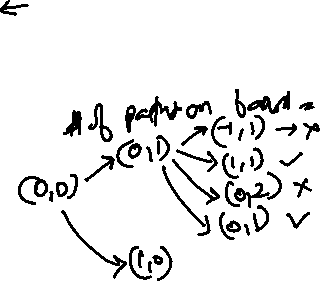 # of paths on board =
(0,1) (-1,1) → x
(1,1) ✓
(0,0) (0,2) x
(0,1) ✓
(1,0)